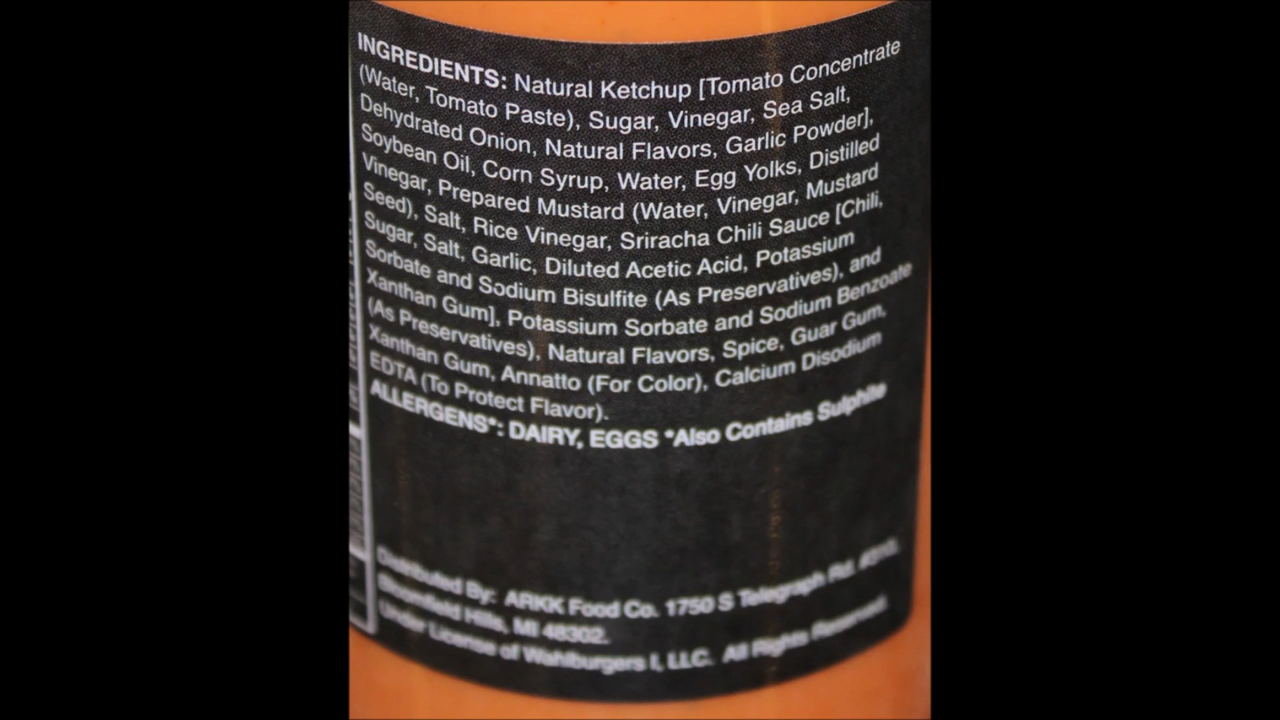 INGREDIENTS: Natural Ketchup [Tomato Concentrate
(Water, Tomato Paste), Sugar, Vinegar, Sea Salt,
Dehydrated Onion, Natural Flavors, Garlic Powder],
Soybean Oil, Corn Syrup, Water, Egg Yolks, Distilled
Vinegar, Prepared Mustard (Water, Vinegar, Mustard
Seed), Salt, Rice Vinegar, Sriracha Chili Sauce [Chili,
Sugar, Salt, Garlic, Diluted Acetic Acid, Potassium
Sorbate and Sodium Bisulfite (As Preservatives), and
Xanthan Gum], Potassium Sorbate and Sodium Benzoate
(As Preservatives), Natural Flavors, Spice, Guar Gum,
Xanthan Gum, Annatto (For Color), Calcium Disodium
EDTA (To Protect Flavor).
ALLERGENS*: DAIRY, EGGS *Also Contains Sulphite
Distributed By: ARKK Food Co. 1750 S Telegraph Rd. #310,
Bloomfield Hills, MI 48302.
Under License of Wahlburgers I, LLC. All Rights Reserved.